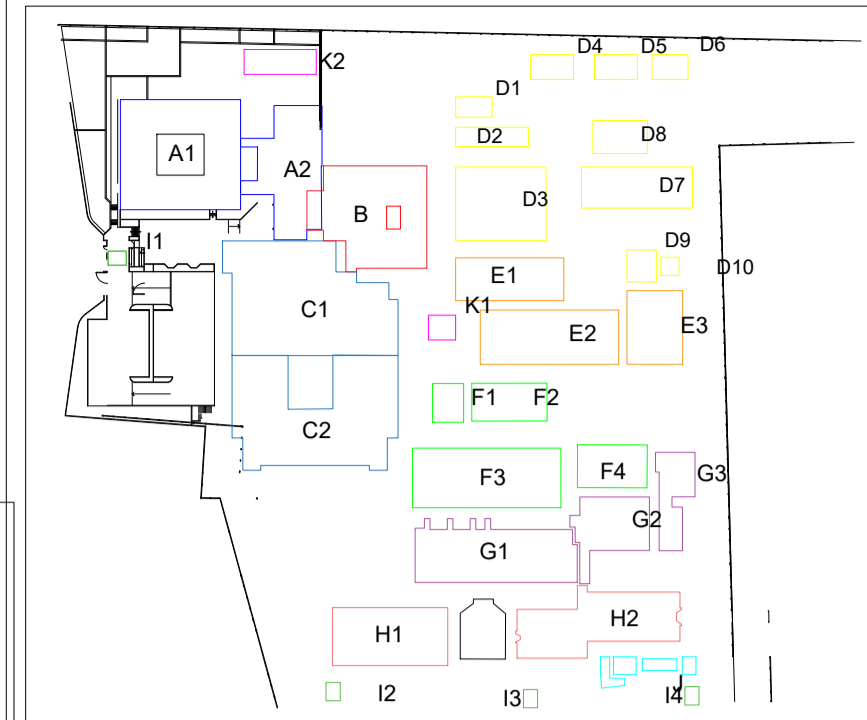 D4 D5 D6
K2
D1
D2 D8
A1 A2 D3 D7
B
I1 D9 D10
E1
C1 K1 E2 E3
F1 F2
C2
F3 F4 G3
G2
G1
H1 H2
I2 I3 I4 J